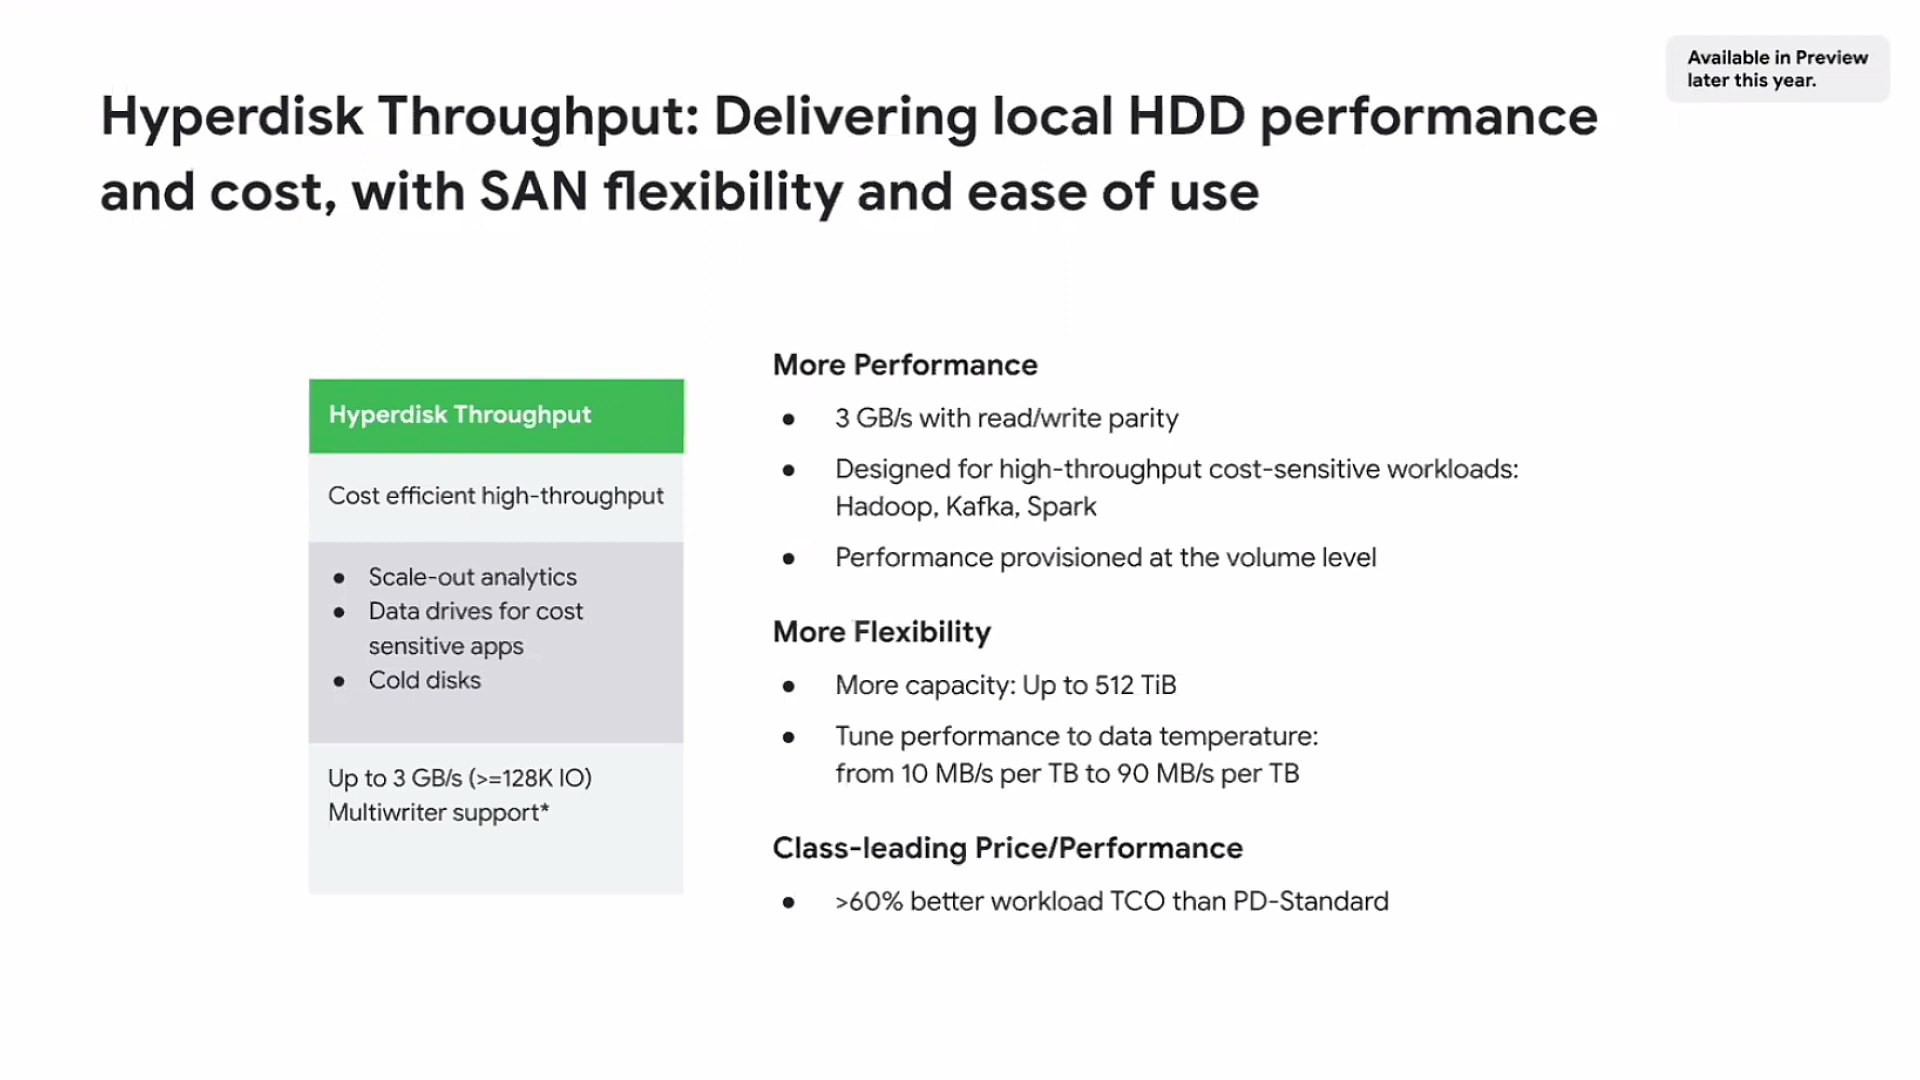 Available in Preview
later this year.
Hyperdisk Throughput: Delivering local HDD performance
and cost, with SAN flexibility and ease of use
Hyperdisk Throughput
Cost efficient high-throughput
● Scale-out analytics
● Data drives for cost
sensitive apps
● Cold disks
Up to 3 GB/s (>=128K IO)
Multiwriter support*
More Performance
● 3 GB/s with read/write parity
● Designed for high-throughput cost-sensitive workloads:
Hadoop, Kafka, Spark
● Performance provisioned at the volume level
More Flexibility
● More capacity: Up to 512 TiB
● Tune performance to data temperature:
from 10 MB/s per TB to 90 MB/s per TB
Class-leading Price/Performance
● >60% better workload TCO than PD-Standard